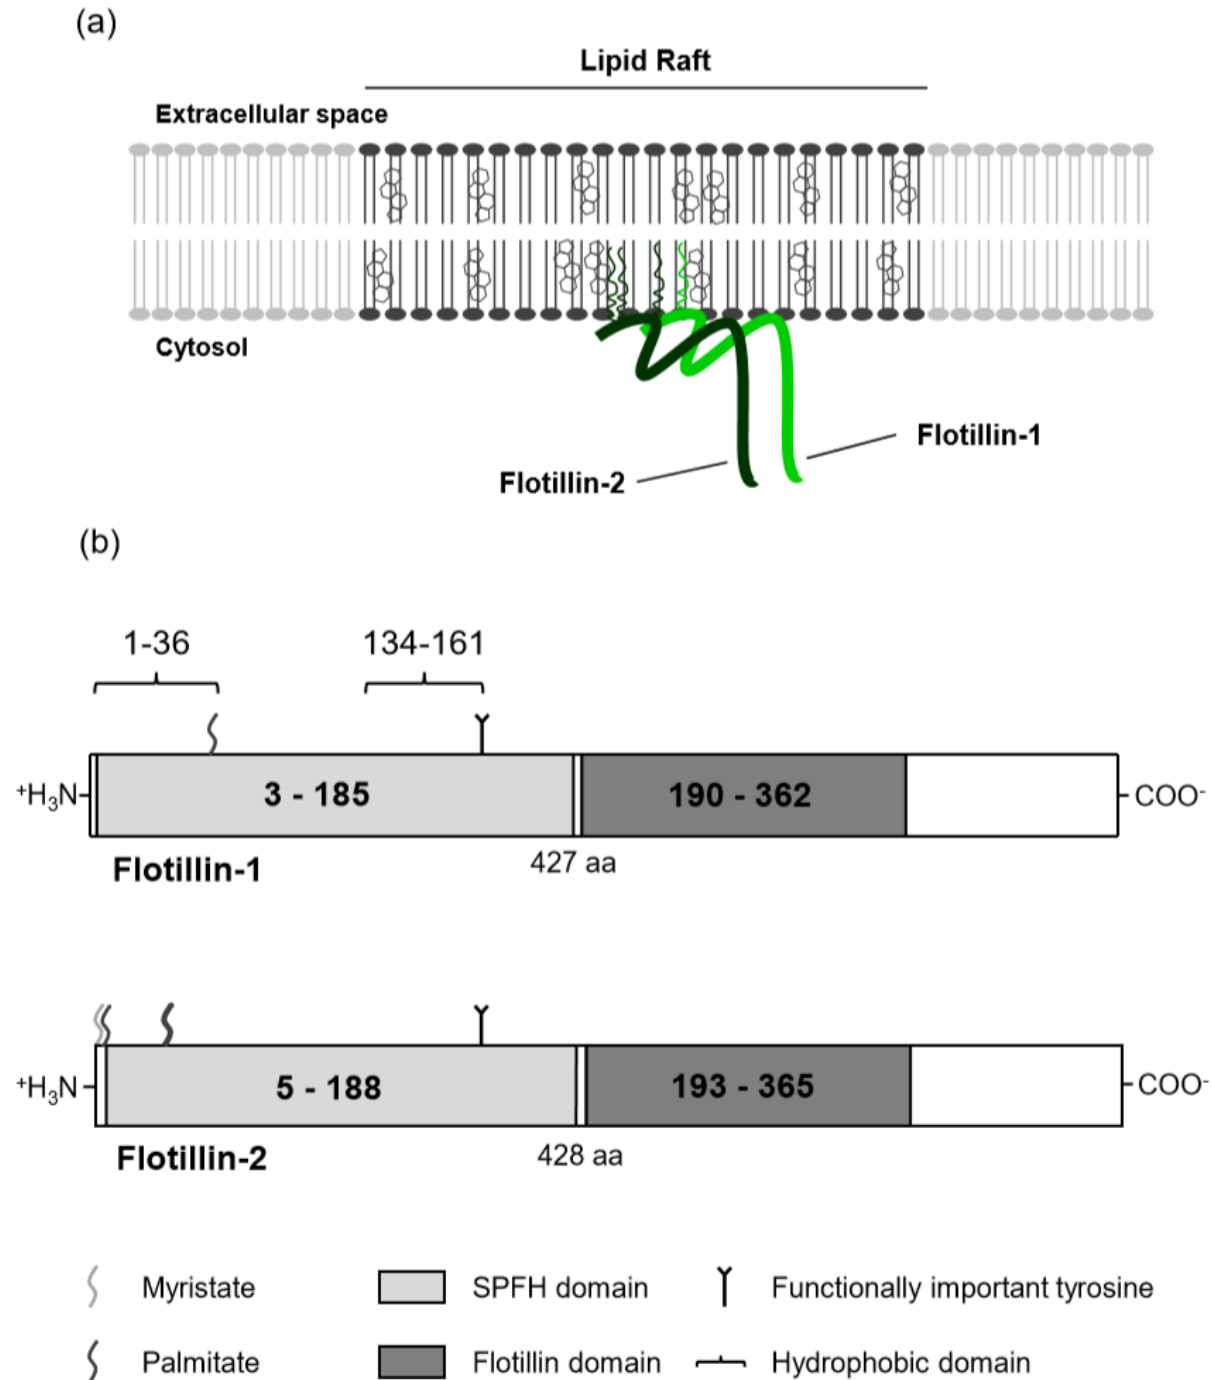 (a)
Lipid Raft
Extracellular space
Cytosol
Flotillin-1
Flotillin-2
(b)
1-36 134-161
⁺H₃N 3 - 185 190 - 362 COO⁻
Flotillin-1 427 aa
⁺H₃N 5 - 188 193 - 365 COO⁻
Flotillin-2 428 aa
Myristate SPFH domain Functionally important tyrosine
Palmitate Flotillin domain Hydrophobic domain